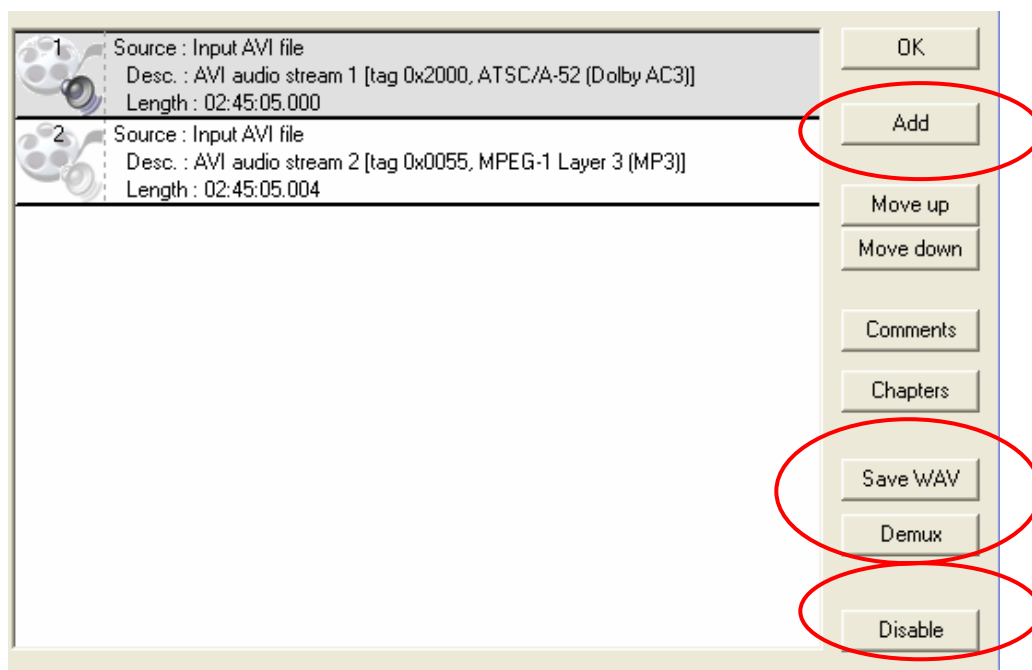 1
Source : Input AVI file
Desc. : AVI audio stream 1 [tag 0x2000, ATSC/A-52 (Dolby AC3)]
Length : 02:45:05.000
2
Source : Input AVI file
Desc. : AVI audio stream 2 [tag 0x0055, MPEG-1 Layer 3 (MP3)]
Length : 02:45:05.004
OK
Add
Move up
Move down
Comments
Chapters
Save WAV
Demux
Disable